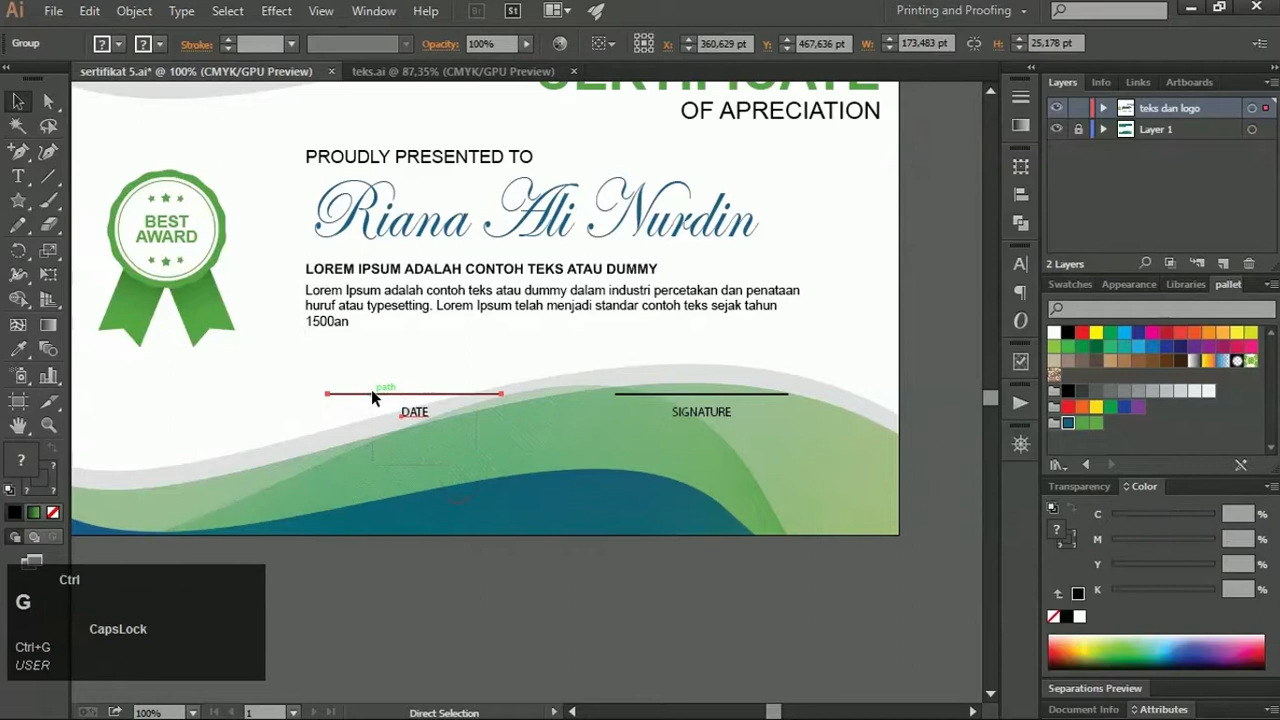 Ai File Edit Object Type Select Effect View Window Help Br St Printing and Proofing
Group ? ? Stroke: Opacity: 100% X: 360,629 pt Y: 467,636 pt W: 173,483 pt H: 25,178 pt
sertifikat 5.ai* @ 100% (CMYK/GPU Preview) × teks.ai @ 87,35% (CMYK/GPU Preview) ×
CERTIFICATE
OF APRECIATION
PROUDLY PRESENTED TO
Riana Ali Nurdin
BEST
AWARD
LOREM IPSUM ADALAH CONTOH TEKS ATAU DUMMY
Lorem Ipsum adalah contoh teks atau dummy dalam industri percetakan dan penataan
huruf atau typesetting. Lorem Ipsum telah menjadi standar contoh teks sejak tahun
1500an
path
DATE
SIGNATURE
Layers Info Links Artboards
teks dan logo
Layer 1
2 Layers
Swatches Appearance Libraries pallet
Transparency Color
C %
M %
Y %
K %
Separations Preview
Document Info Attributes
Ctrl
G
CapsLock
Ctrl+G
USER
100% 1 Direct Selection